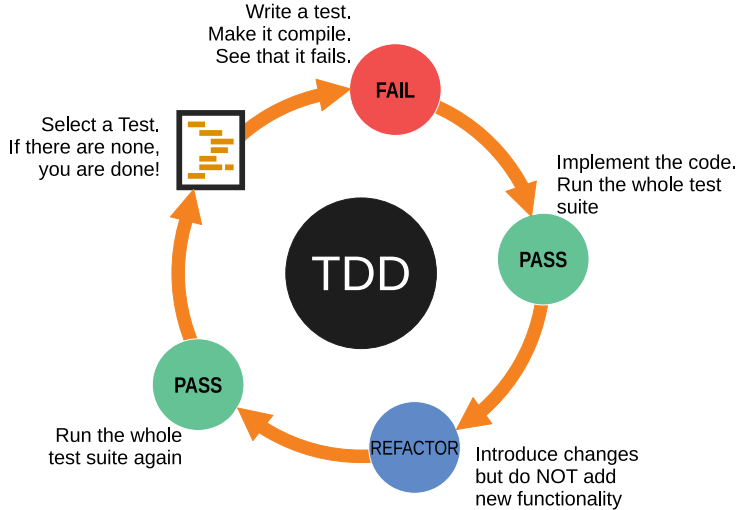 Write a test.
Make it compile.
See that it fails.
FAIL
Select a Test.
If there are none,
you are done!
Implement the code.
Run the whole test
suite
PASS
TDD
PASS
Run the whole
test suite again
REFACTOR
Introduce changes
but do NOT add
new functionality